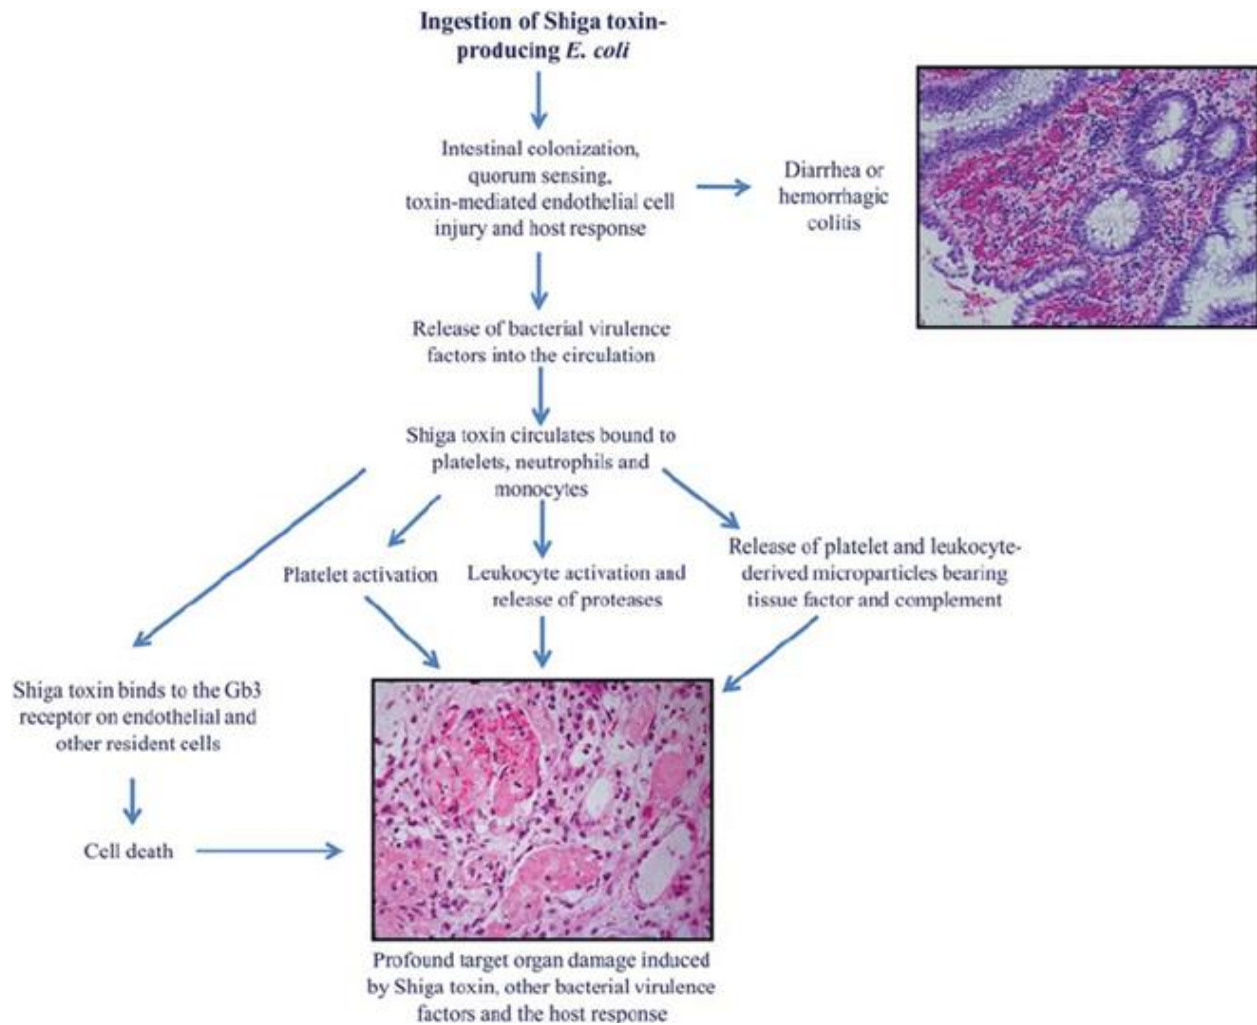 Ingestion of Shiga toxin-
producing E. coli
Intestinal colonization,
quorum sensing,
toxin-mediated endothelial cell
injury and host response
Diarrhea or
hemorrhagic
colitis
Release of bacterial virulence
factors into the circulation
Shiga toxin circulates bound to
platelets, neutrophils and
monocytes
Platelet activation
Leukocyte activation and
release of proteases
Release of platelet and leukocyte-
derived microparticles bearing
tissue factor and complement
Shiga toxin binds to the Gb3
receptor on endothelial and
other resident cells
Cell death
Profound target organ damage induced
by Shiga toxin, other bacterial virulence
factors and the host response